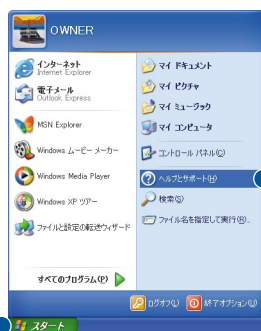 OWNER
インターネット
Internet Explorer
電子メール
Outlook Express
MSN Explorer
Windows ムービー メーカー
Windows Media Player
Windows XP ツアー
ファイルと設定の転送ウィザード
すべてのプログラム(P)
マイ ドキュメント
マイ ピクチャ
マイ ミュージック
マイ コンピュータ
コントロール パネル(C)
ヘルプとサポート(H)
検索(S)
ファイル名を指定して実行(R)...
ログオフ(L)
終了オプション(U)
スタート